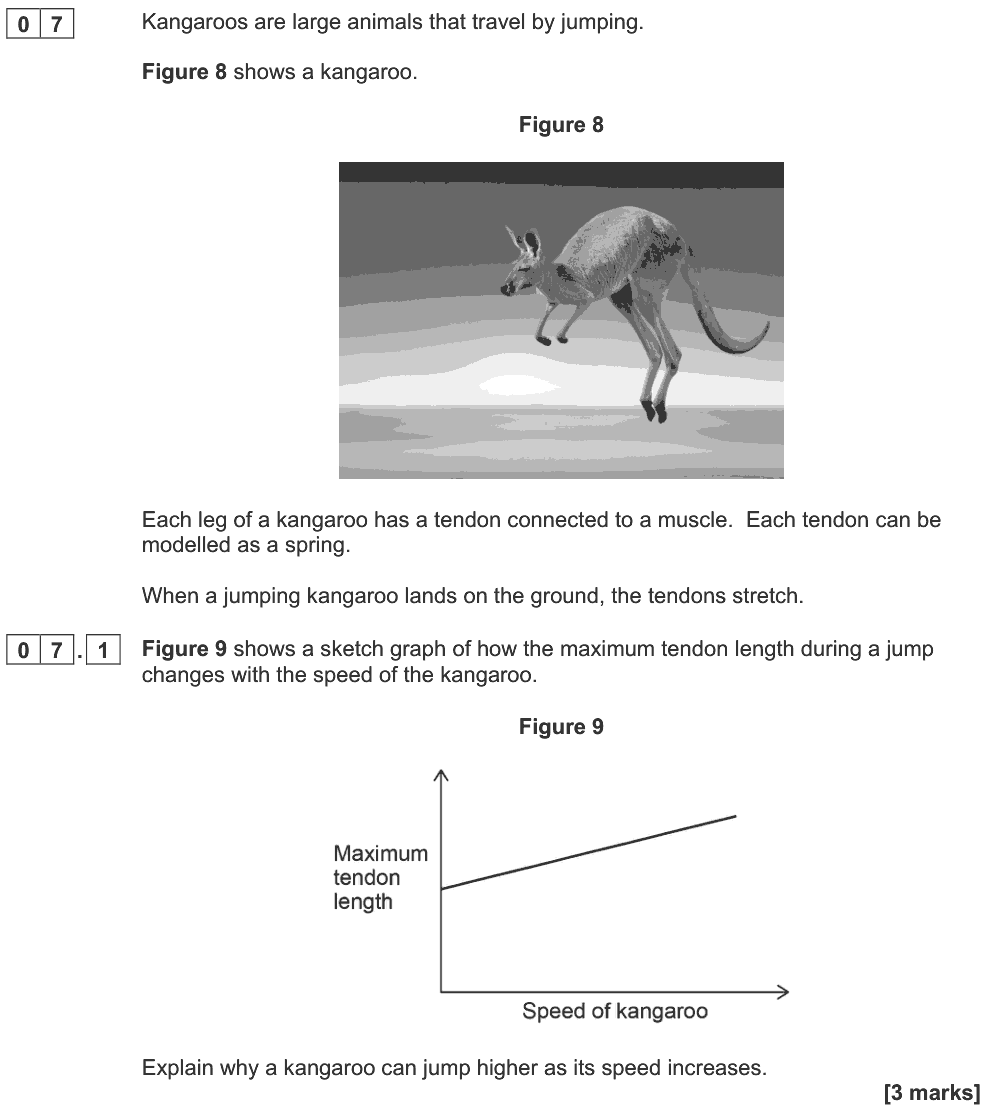 0 7 Kangaroos are large animals that travel by jumping.
Figure 8 shows a kangaroo.
Figure 8
Each leg of a kangaroo has a tendon connected to a muscle. Each tendon can be
modelled as a spring.
When a jumping kangaroo lands on the ground, the tendons stretch.
0 7 . 1 Figure 9 shows a sketch graph of how the maximum tendon length during a jump
changes with the speed of the kangaroo.
Figure 9
Maximum
tendon
length
Speed of kangaroo
Explain why a kangaroo can jump higher as its speed increases.
[3 marks]